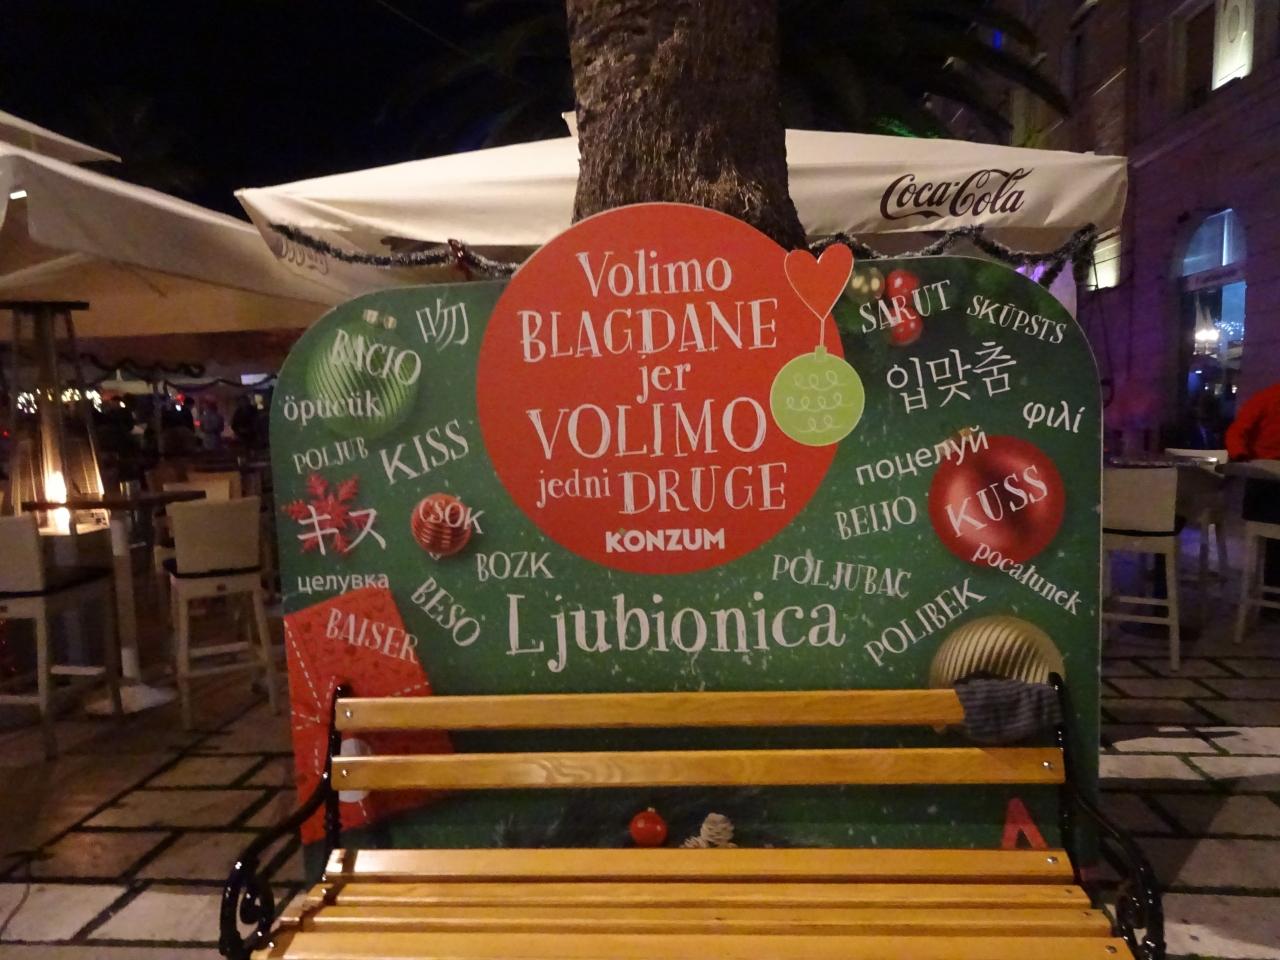 Coca-Cola
Volimo
BLAGDANE
jer
VOLIMO
jedni DRUGE
KONZUM
BACIO
吻
öpücük
POLJUB
KISS
キス
CSÓK
целувка
BOZK
BESO
BAISER
Ljubionica
SARUT
SKŪPSTS
입맞춤
φιλί
поцелуй
BEIJO
KUSS
pocałunek
POLJUBAC
POLIBEK